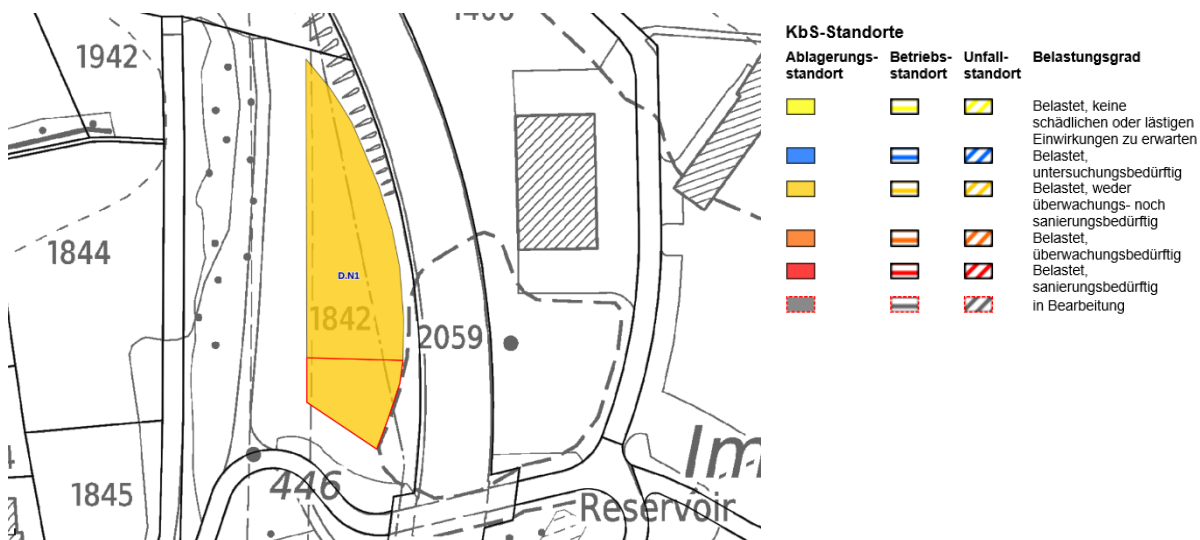 1942
1844
D.N1
1842
2059
446
1845
Im
Reservoir
KbS-Standorte
Ablagerungs- Betriebs- Unfall- Belastungsgrad
standort standort standort
Belastet, keine
schädlichen oder lästigen
Einwirkungen zu erwarten
Belastet,
untersuchungsbedürftig
Belastet, weder
überwachungs- noch
sanierungsbedürftig
Belastet,
überwachungsbedürftig
Belastet,
sanierungsbedürftig
in Bearbeitung